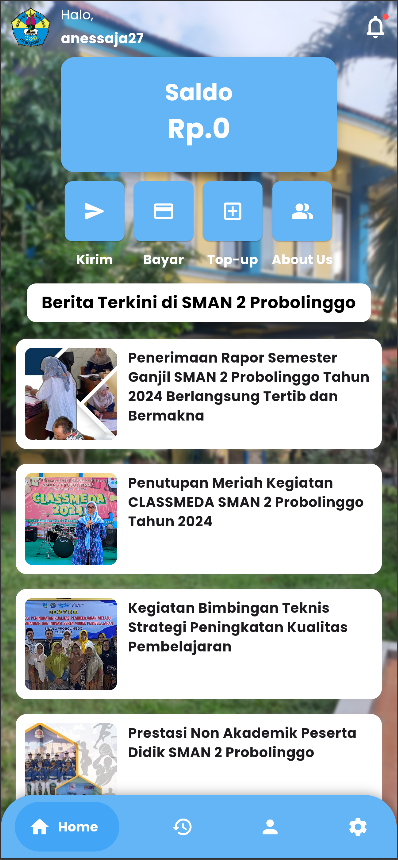 Halo,
anessaja27
Saldo
Rp.0
Kirim
Bayar
Top-up
About Us
Berita Terkini di SMAN 2 Probolinggo
Penerimaan Rapor Semester
Ganjil SMAN 2 Probolinggo Tahun
2024 Berlangsung Tertib dan
Bermakna
CLASSMEDA
2024
Penutupan Meriah Kegiatan
CLASSMEDA SMAN 2 Probolinggo
Tahun 2024
Kegiatan Bimbingan Teknis
Strategi Peningkatan Kualitas
Pembelajaran
Prestasi Non Akademik Peserta
Didik SMAN 2 Probolinggo
Home